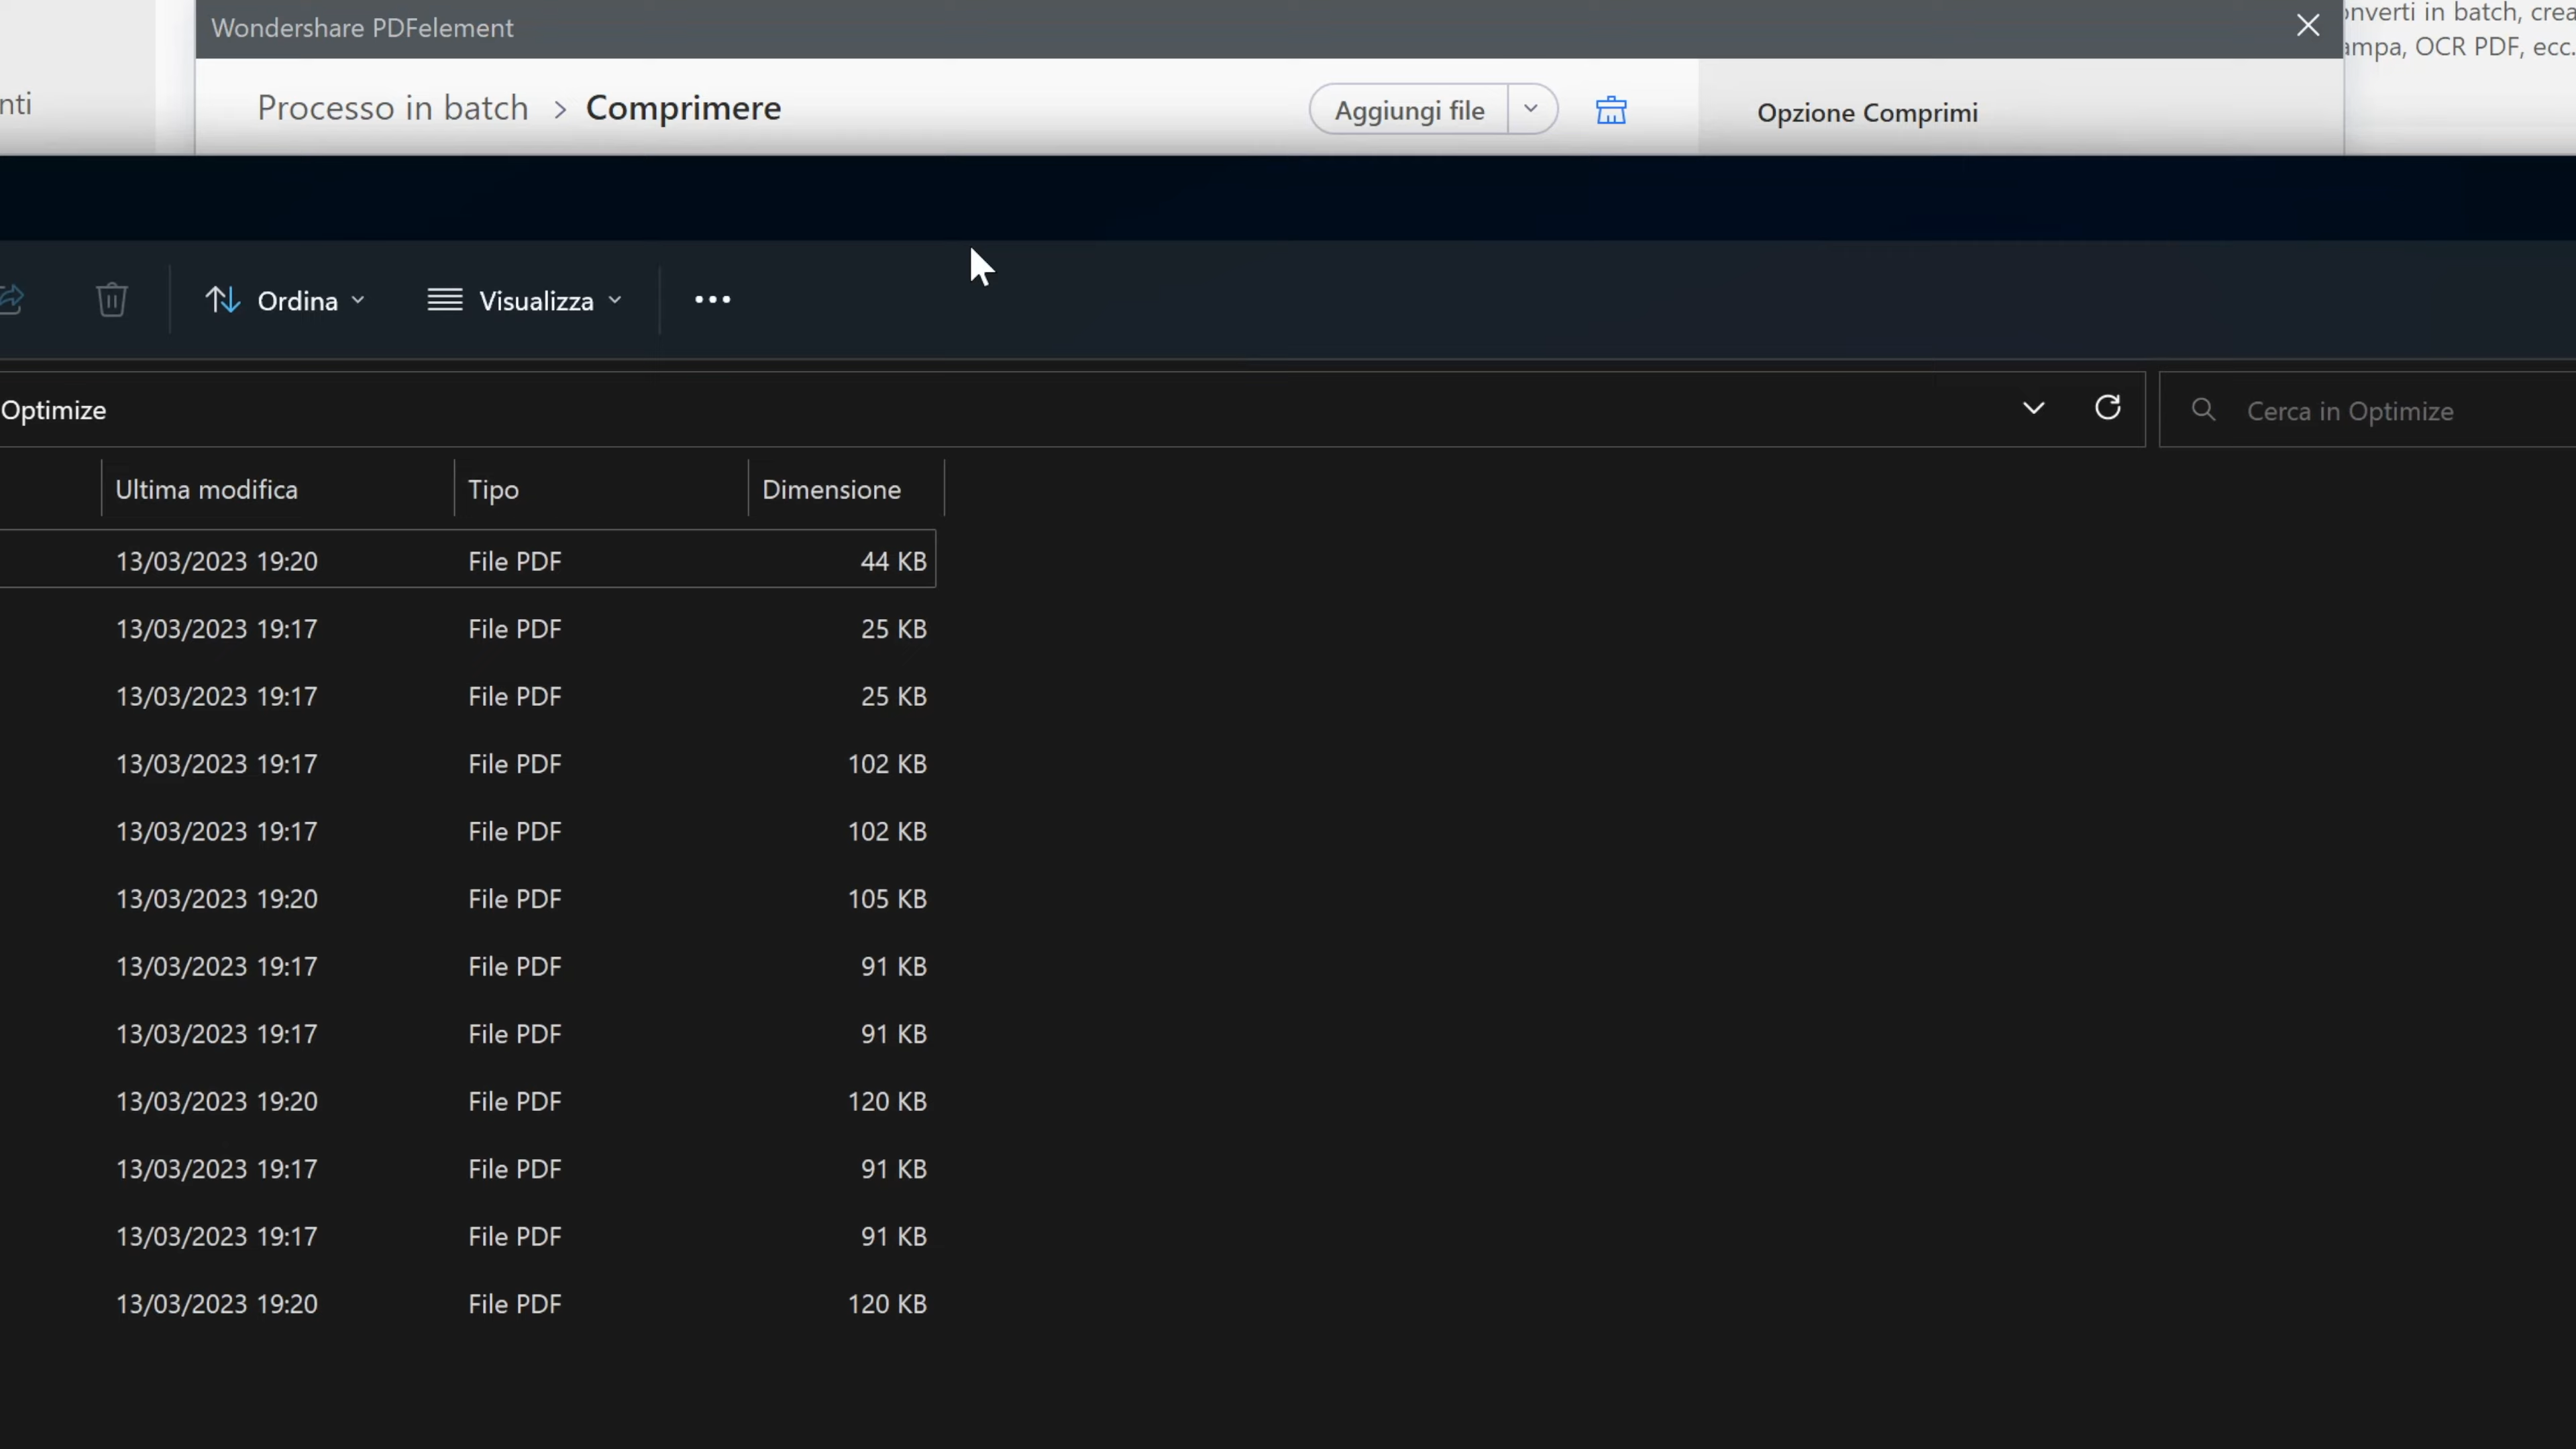 Wondershare PDFelement
in batch, 
OCR PDF, ecc.
Processo in batch > Comprimere
Aggiungi file
Opzione Comprimi
Ordina
Visualizza
Optimize
Cerca in Optimize
Ultima modifica Tipo Dimensione
13/03/2023 19:20 File PDF 44 KB
13/03/2023 19:17 File PDF 25 KB
13/03/2023 19:17 File PDF 25 KB
13/03/2023 19:17 File PDF 102 KB
13/03/2023 19:17 File PDF 102 KB
13/03/2023 19:20 File PDF 105 KB
13/03/2023 19:17 File PDF 91 KB
13/03/2023 19:17 File PDF 91 KB
13/03/2023 19:20 File PDF 120 KB
13/03/2023 19:17 File PDF 91 KB
13/03/2023 19:17 File PDF 91 KB
13/03/2023 19:20 File PDF 120 KB